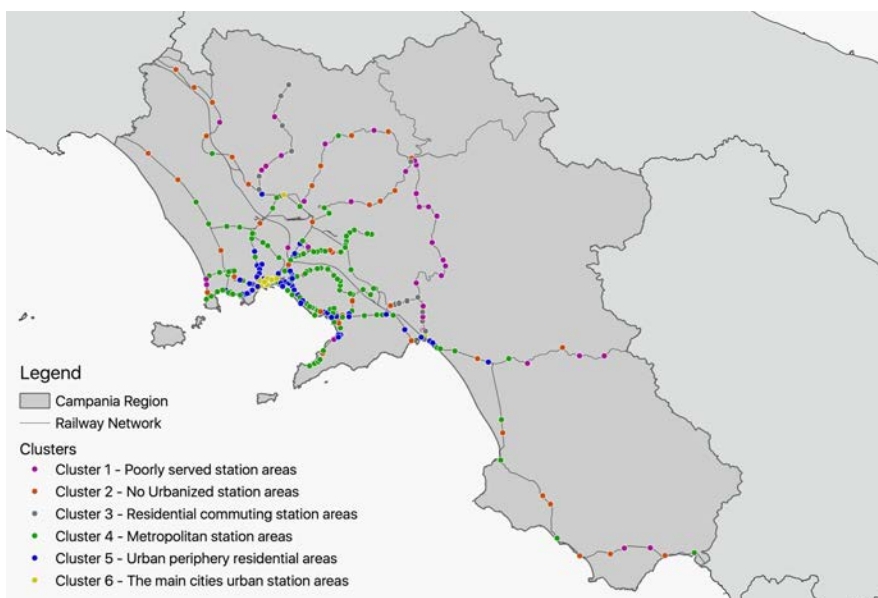 Legend
Campania Region
Railway Network
Clusters
Cluster 1 - Poorly served station areas
Cluster 2 - No Urbanized station areas
Cluster 3 - Residential commuting station areas
Cluster 4 - Metropolitan station areas
Cluster 5 - Urban periphery residential areas
Cluster 6 - The main cities urban station areas